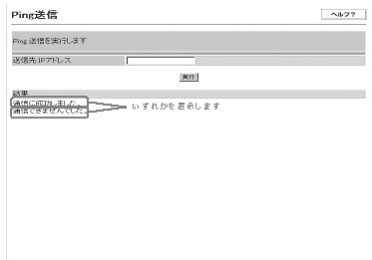 Ping送信
ヘルプ?
Ping 送信を実行します
送信先 IPアドレス
実行
結果
通信に成功しました。
通信できませんでした。
いずれかを表示します